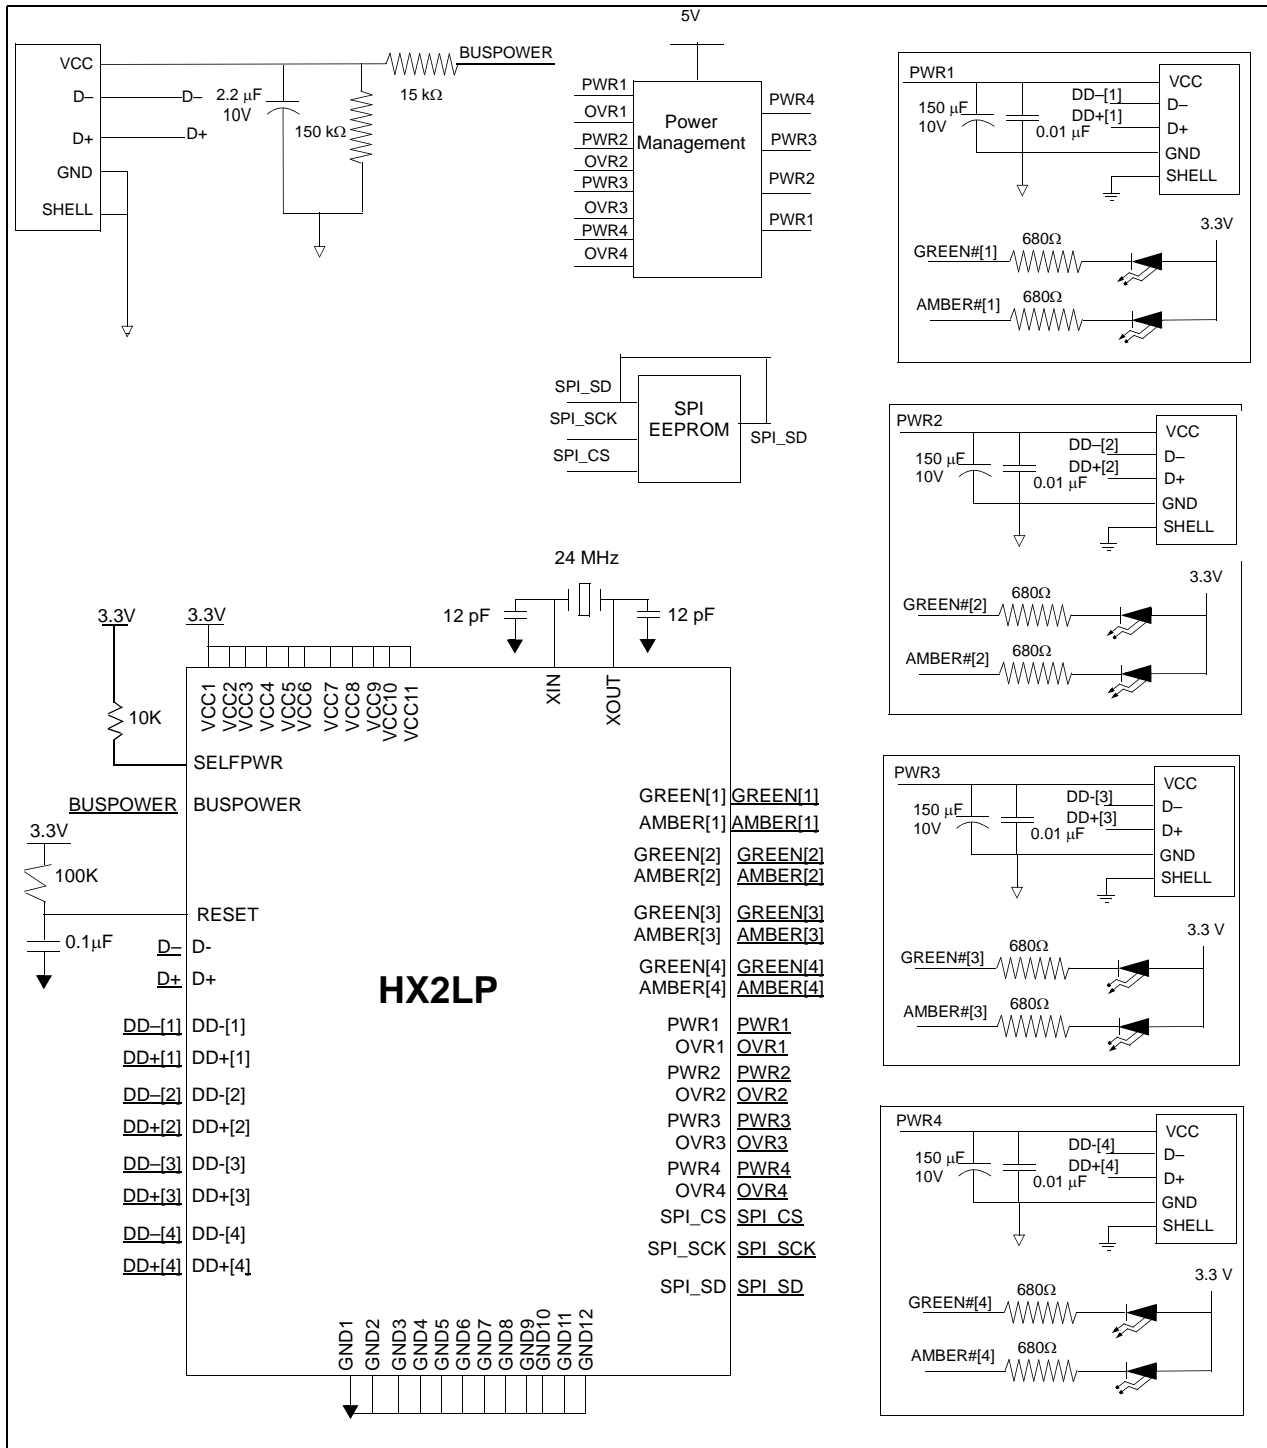 VCC
D–
D+
GND
SHELL
D–
D+
2.2 μF
10V
150 kΩ
15 kΩ
BUSPOWER
5V
PWR1
OVR1
PWR2
OVR2
PWR3
OVR3
PWR4
OVR4
Power
Management
PWR4
PWR3
PWR2
PWR1
SPI_SD
SPI_SCK
SPI_CS
SPI
EEPROM
SPI_SD
24 MHz
12 pF
12 pF
3.3V
3.3V
10K
VCC1
VCC2
VCC3
VCC4
VCC5
VCC6
VCC7
VCC8
VCC9
VCC10
VCC11
XIN
XOUT
SELFPWR
BUSPOWER BUSPOWER
3.3V
100K
RESET
0.1μF
D– D-
D+ D+
DD–[1] DD-[1]
DD+[1] DD+[1]
DD–[2] DD-[2]
DD+[2] DD+[2]
DD–[3] DD-[3]
DD+[3] DD+[3]
DD–[4] DD-[4]
DD+[4] DD+[4]
HX2LP
GREEN[1] GREEN[1]
AMBER[1] AMBER[1]
GREEN[2] GREEN[2]
AMBER[2] AMBER[2]
GREEN[3] GREEN[3]
AMBER[3] AMBER[3]
GREEN[4] GREEN[4]
AMBER[4] AMBER[4]
PWR1 PWR1
OVR1 OVR1
PWR2 PWR2
OVR2 OVR2
PWR3 PWR3
OVR3 OVR3
PWR4 PWR4
OVR4 OVR4
SPI_CS SPI_CS
SPI_SCK SPI_SCK
SPI_SD SPI_SD
GND1
GND2
GND3
GND4
GND5
GND6
GND7
GND8
GND9
GND10
GND11
GND12
PWR1
150 μF
10V
0.01 μF
DD–[1]
DD+[1]
VCC
D–
D+
GND
SHELL
3.3V
GREEN#[1]
680Ω
AMBER#[1]
680Ω
PWR2
150 μF
10V
0.01 μF
DD–[2]
DD+[2]
VCC
D–
D+
GND
SHELL
3.3V
GREEN#[2]
680Ω
AMBER#[2]
680Ω
PWR3
150 μF
10V
0.01 μF
DD-[3]
DD+[3]
VCC
D–
D+
GND
SHELL
3.3 V
GREEN#[3]
680Ω
AMBER#[3]
680Ω
PWR4
150 μF
10V
0.01 μF
DD-[4]
DD+[4]
VCC
D–
D+
GND
SHELL
3.3 V
GREEN#[4]
680Ω
AMBER#[4]
680Ω